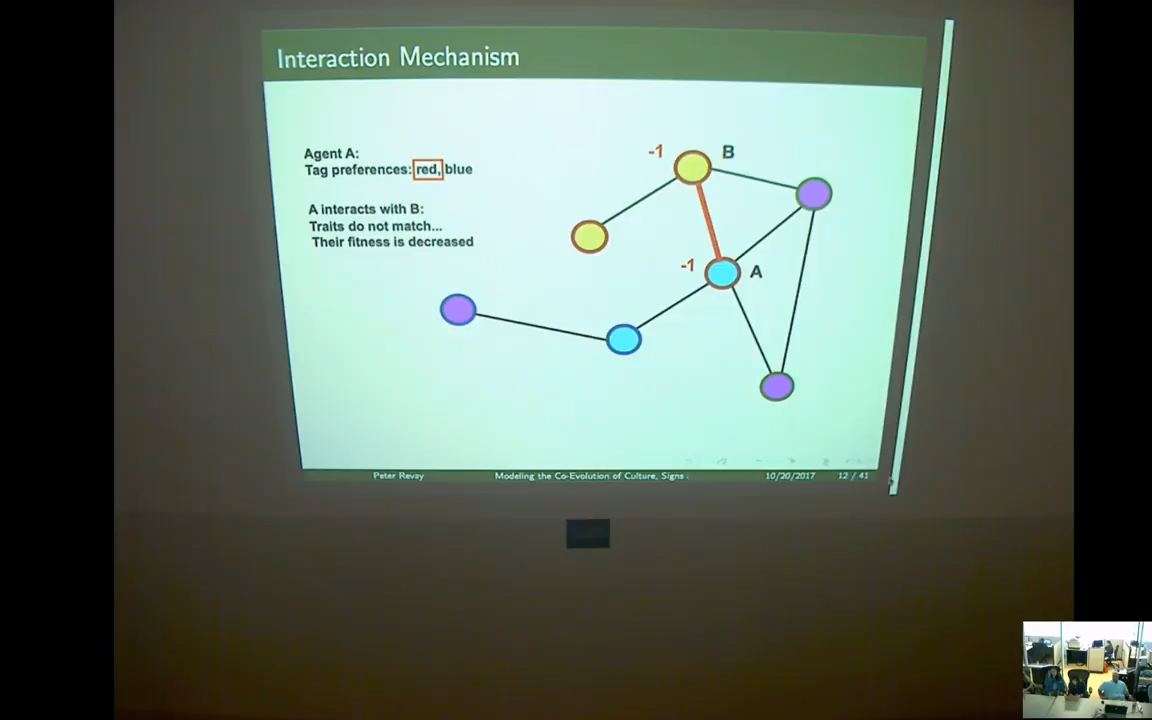 Interaction Mechanism
Agent A:
Tag preferences: red, blue
A interacts with B:
Traits do not match...
Their fitness is decreased
-1
B
-1
A
Peter Revay
Modeling the Co-Evolution of Culture, Signs
10/20/2017
12 / 41